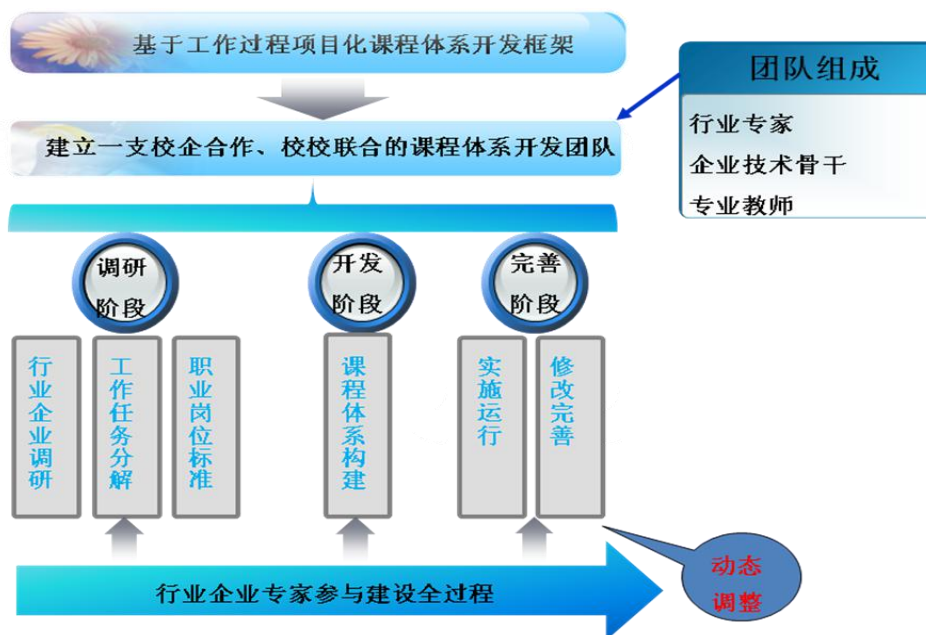 基于工作过程项目化课程体系开发框架
团队组成
行业专家
企业技术骨干
专业教师
建立一支校企合作、校校联合的课程体系开发团队
调研
阶段
开发
阶段
完善
阶段
行业企业调研
工作任务分解
职业岗位标准
课程体系构建
实施运行
修改完善
行业企业专家参与建设全过程
动态
调整